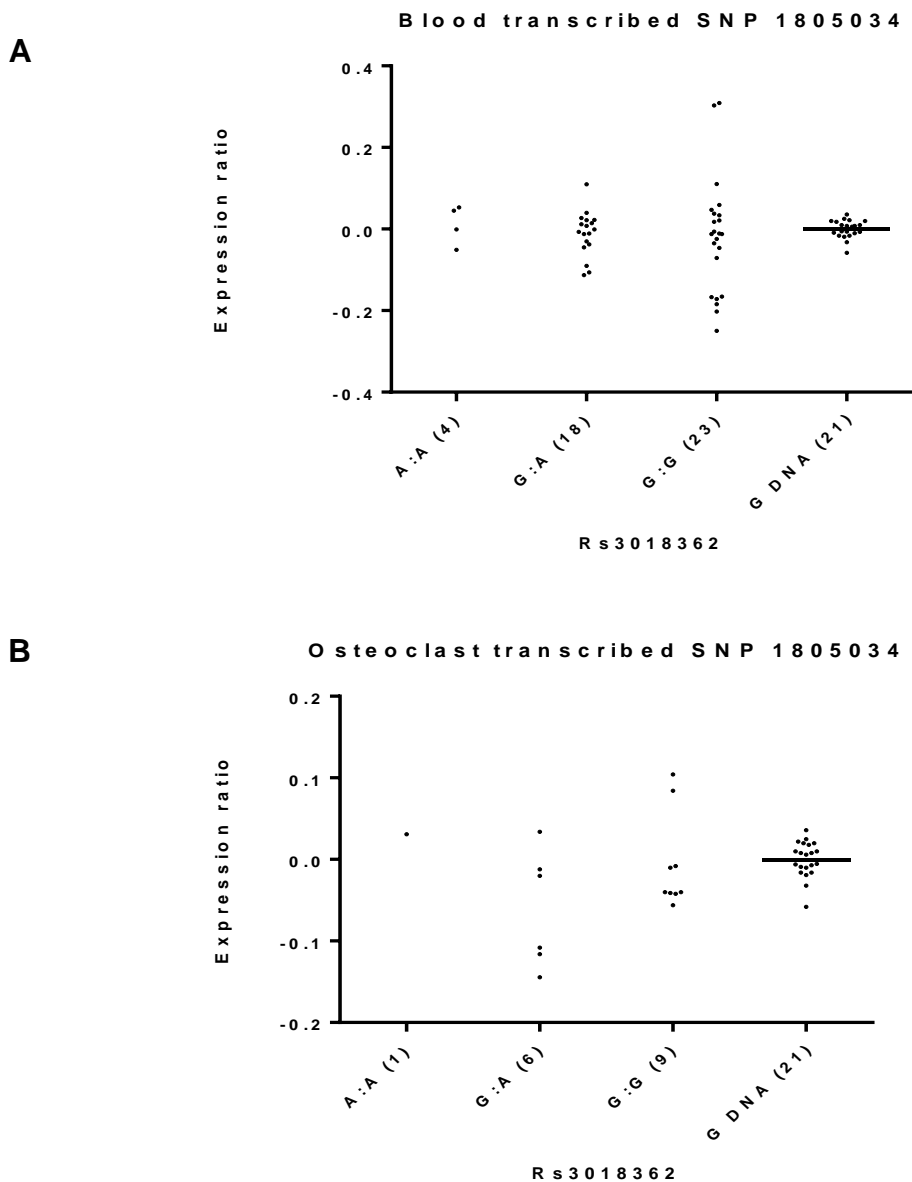 Blood transcribed SNP 1805034
A
0.4
0.2
0.0
-0.2
-0.4
Expression ratio
A:A (4)
G:A (18)
G:G (23)
G DNA (21)
Rs3018362
B
Osteoclast transcribed SNP 1805034
0.2
0.1
0.0
-0.1
-0.2
Expression ratio
A:A (1)
G:A (6)
G:G (9)
G DNA (21)
Rs3018362